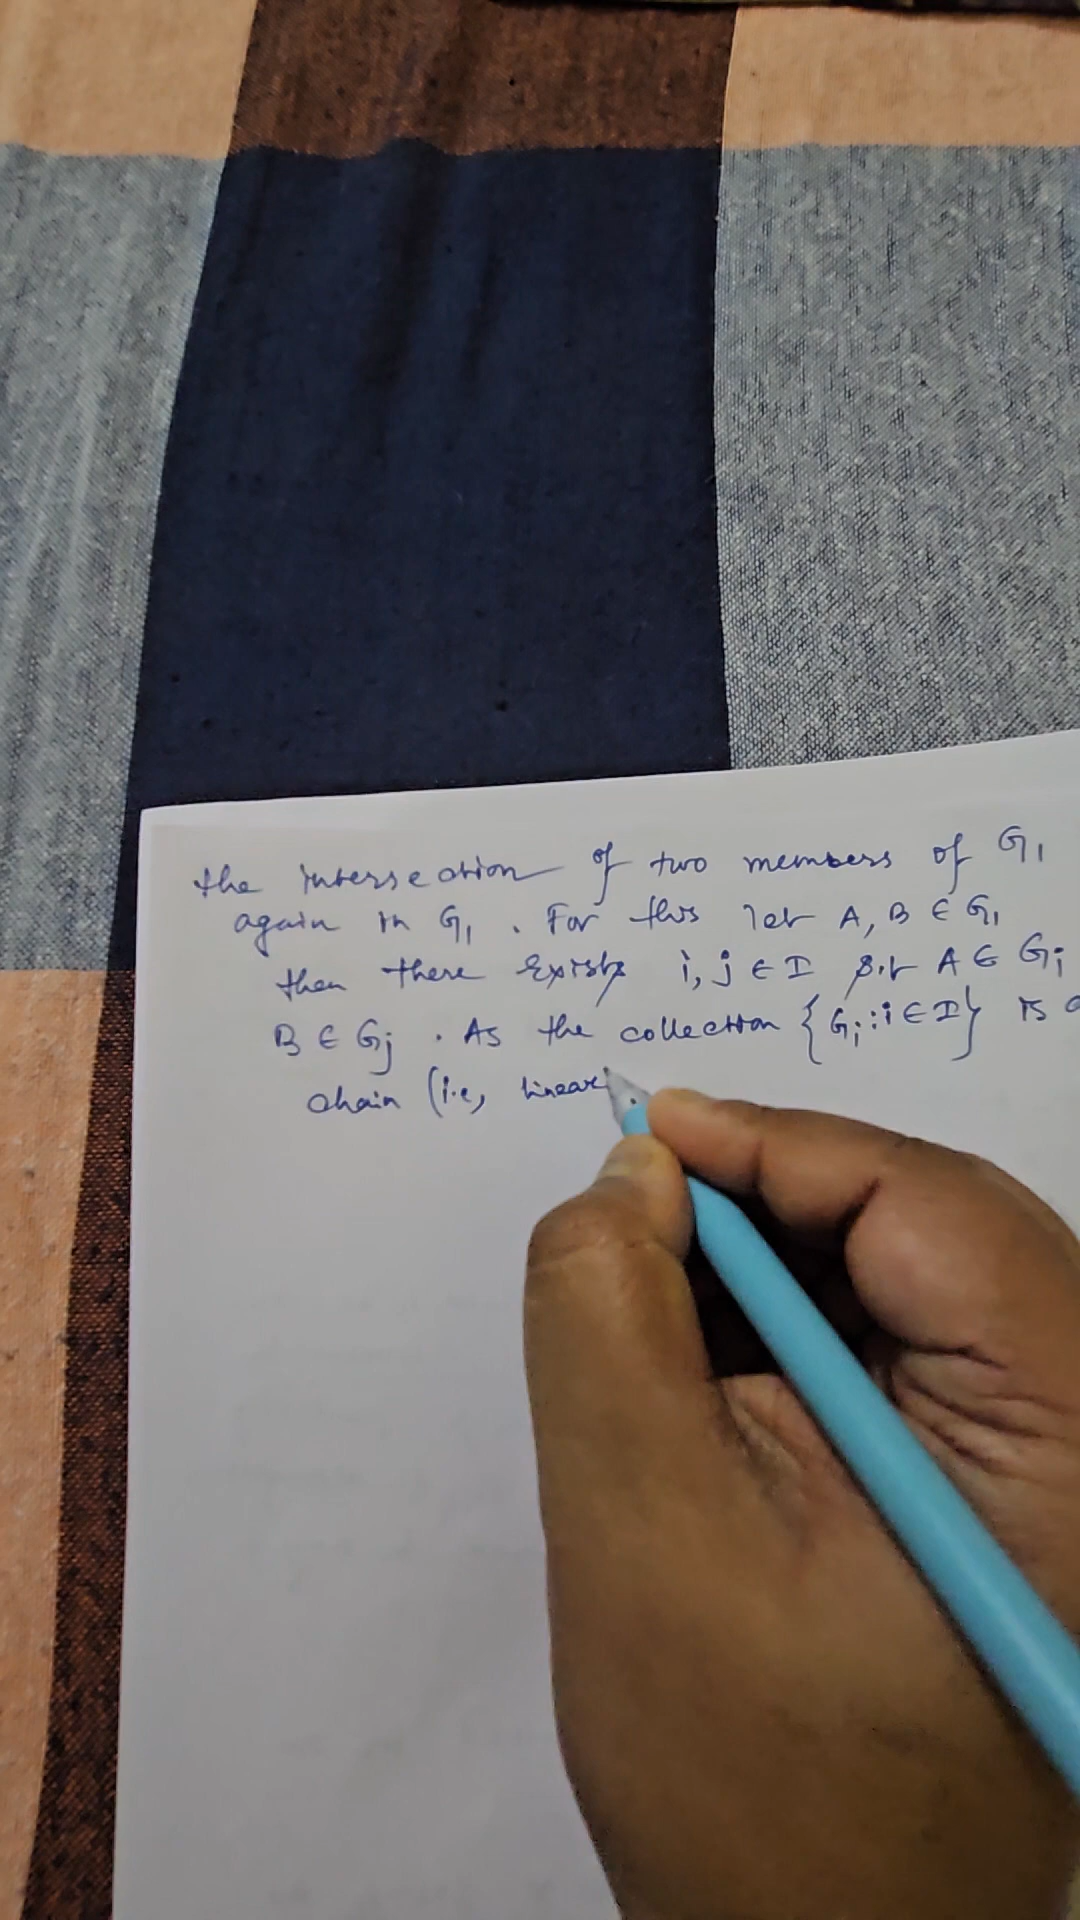 the intersection of two members of G1
again in G1 . For this let A, B ∈ G1
then there exists i, j ∈ I s.t A ∈ Gi
B ∈ Gj . As the collection {Gi : i ∈ I} is a
chain (i.e, linear